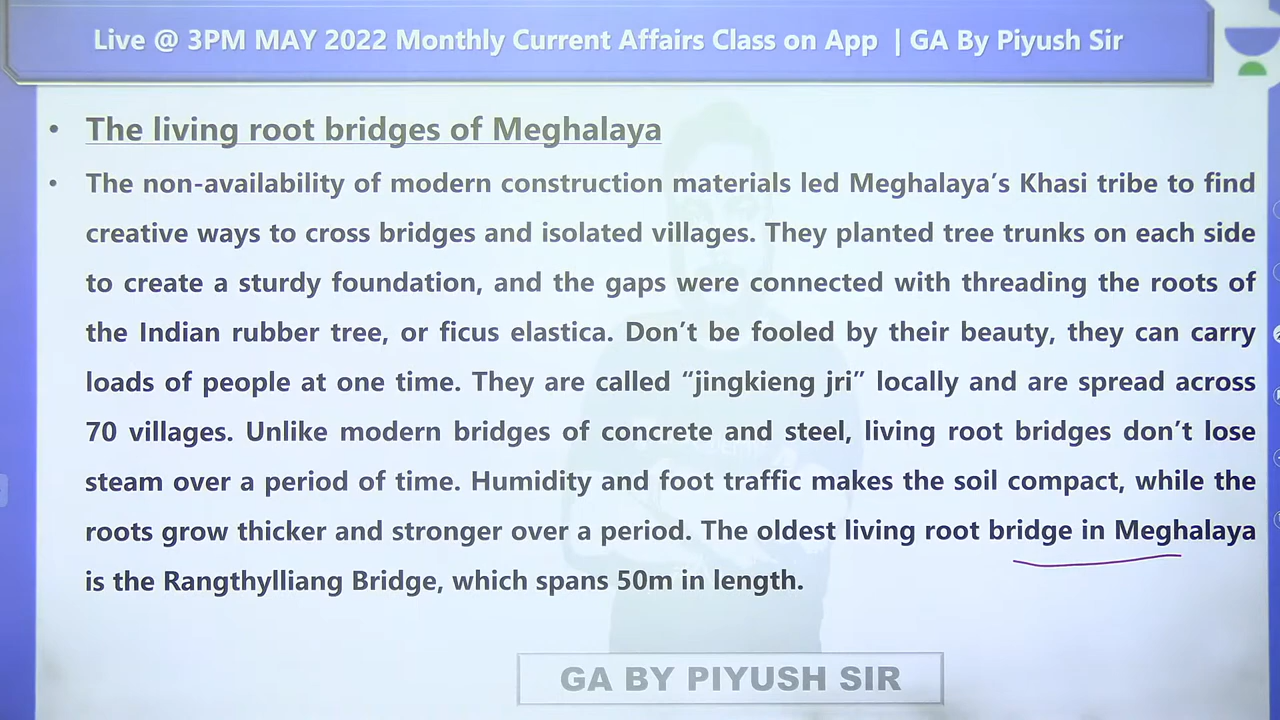 Live @ 3PM MAY 2022 Monthly Current Affairs Class on App | GA By Piyush Sir
• The living root bridges of Meghalaya
• The non-availability of modern construction materials led Meghalaya’s Khasi tribe to find
creative ways to cross bridges and isolated villages. They planted tree trunks on each side
to create a sturdy foundation, and the gaps were connected with threading the roots of
the Indian rubber tree, or ficus elastica. Don’t be fooled by their beauty, they can carry
loads of people at one time. They are called “jingkieng jri” locally and are spread across
70 villages. Unlike modern bridges of concrete and steel, living root bridges don’t lose
steam over a period of time. Humidity and foot traffic makes the soil compact, while the
roots grow thicker and stronger over a period. The oldest living root bridge in Meghalaya
is the Rangthylliang Bridge, which spans 50m in length.
GA BY PIYUSH SIR